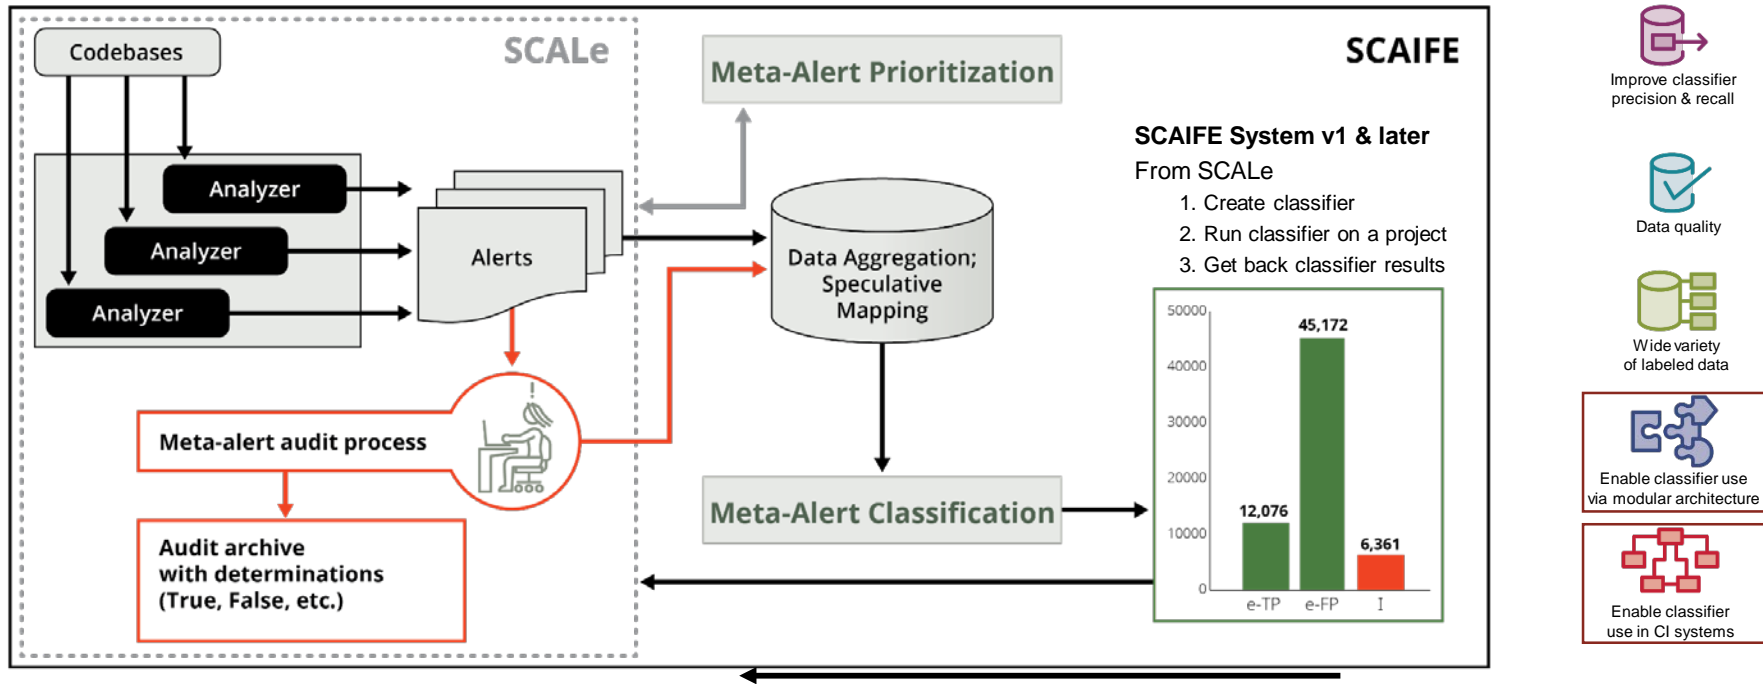 Codebases
SCALe
Analyzer
Analyzer
Analyzer
Alerts
Meta-alert audit process
Audit archive
with determinations
(True, False, etc.)
Meta-Alert Prioritization
SCAIFE
Data Aggregation;
Speculative
Mapping
Meta-Alert Classification
SCAIFE System v1 & later
From SCALe
1. Create classifier
2. Run classifier on a project
3. Get back classifier results
50000
40000
30000
20000
10000
0
12,076
45,172
6,361
e-TP e-FP I
Improve classifier
precision & recall
Data quality
Wide variety
of labeled data
Enable classifier use
via modular architecture
Enable classifier
use in CI systems